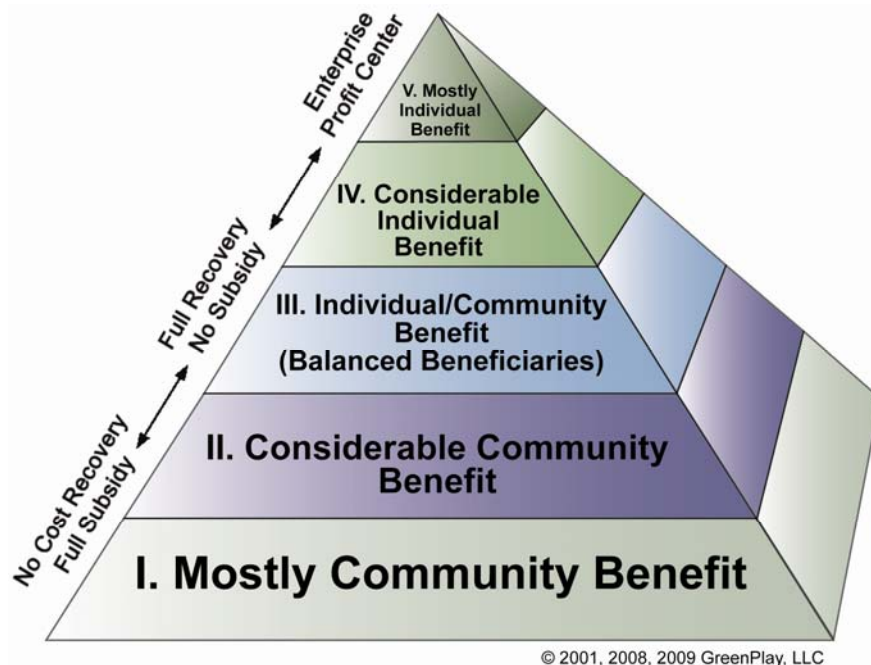 Enterprise
Profit Center
Full Recovery
No Subsidy
No Cost Recovery
Full Subsidy
V. Mostly
Individual
Benefit
IV. Considerable
Individual
Benefit
III. Individual/Community
Benefit
(Balanced Beneficiaries)
II. Considerable Community
Benefit
I. Mostly Community Benefit
© 2001, 2008, 2009 GreenPlay, LLC